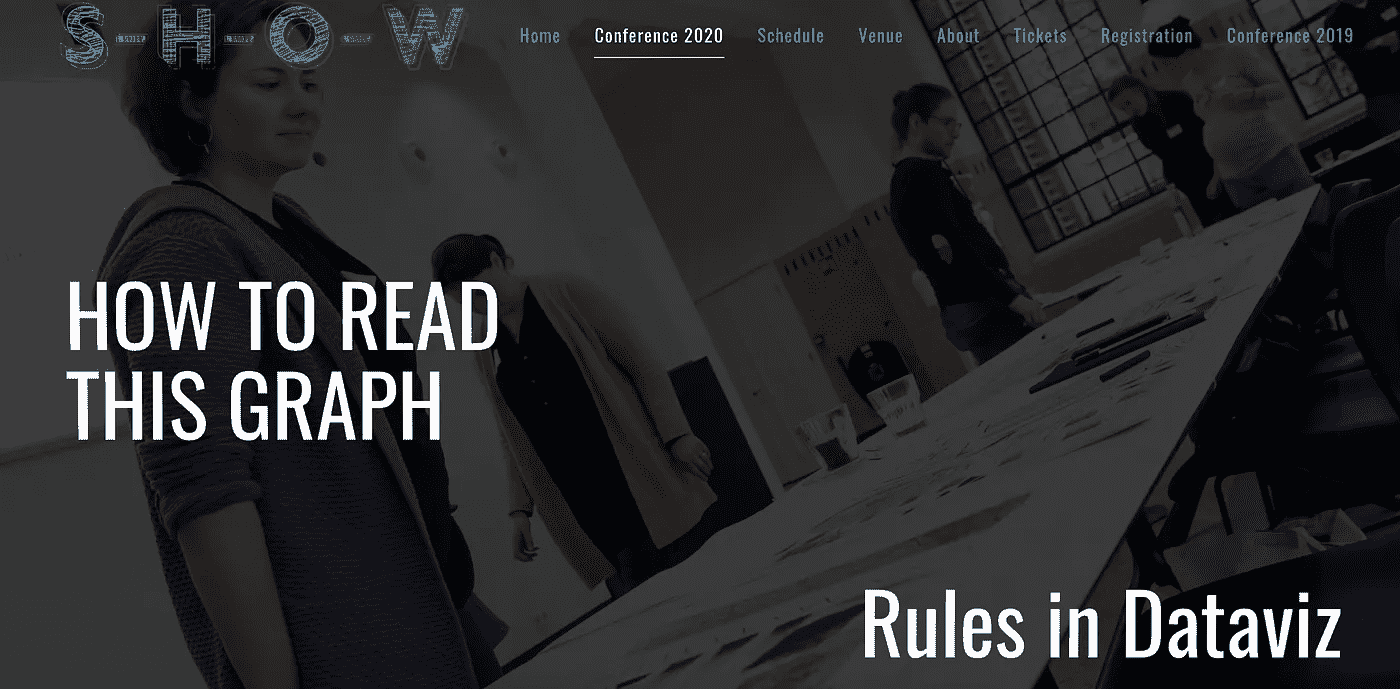 S H O W
Home Conference 2020 Schedule Venue About Tickets Registration Conference 2019
HOW TO READ
THIS GRAPH
Rules in Dataviz